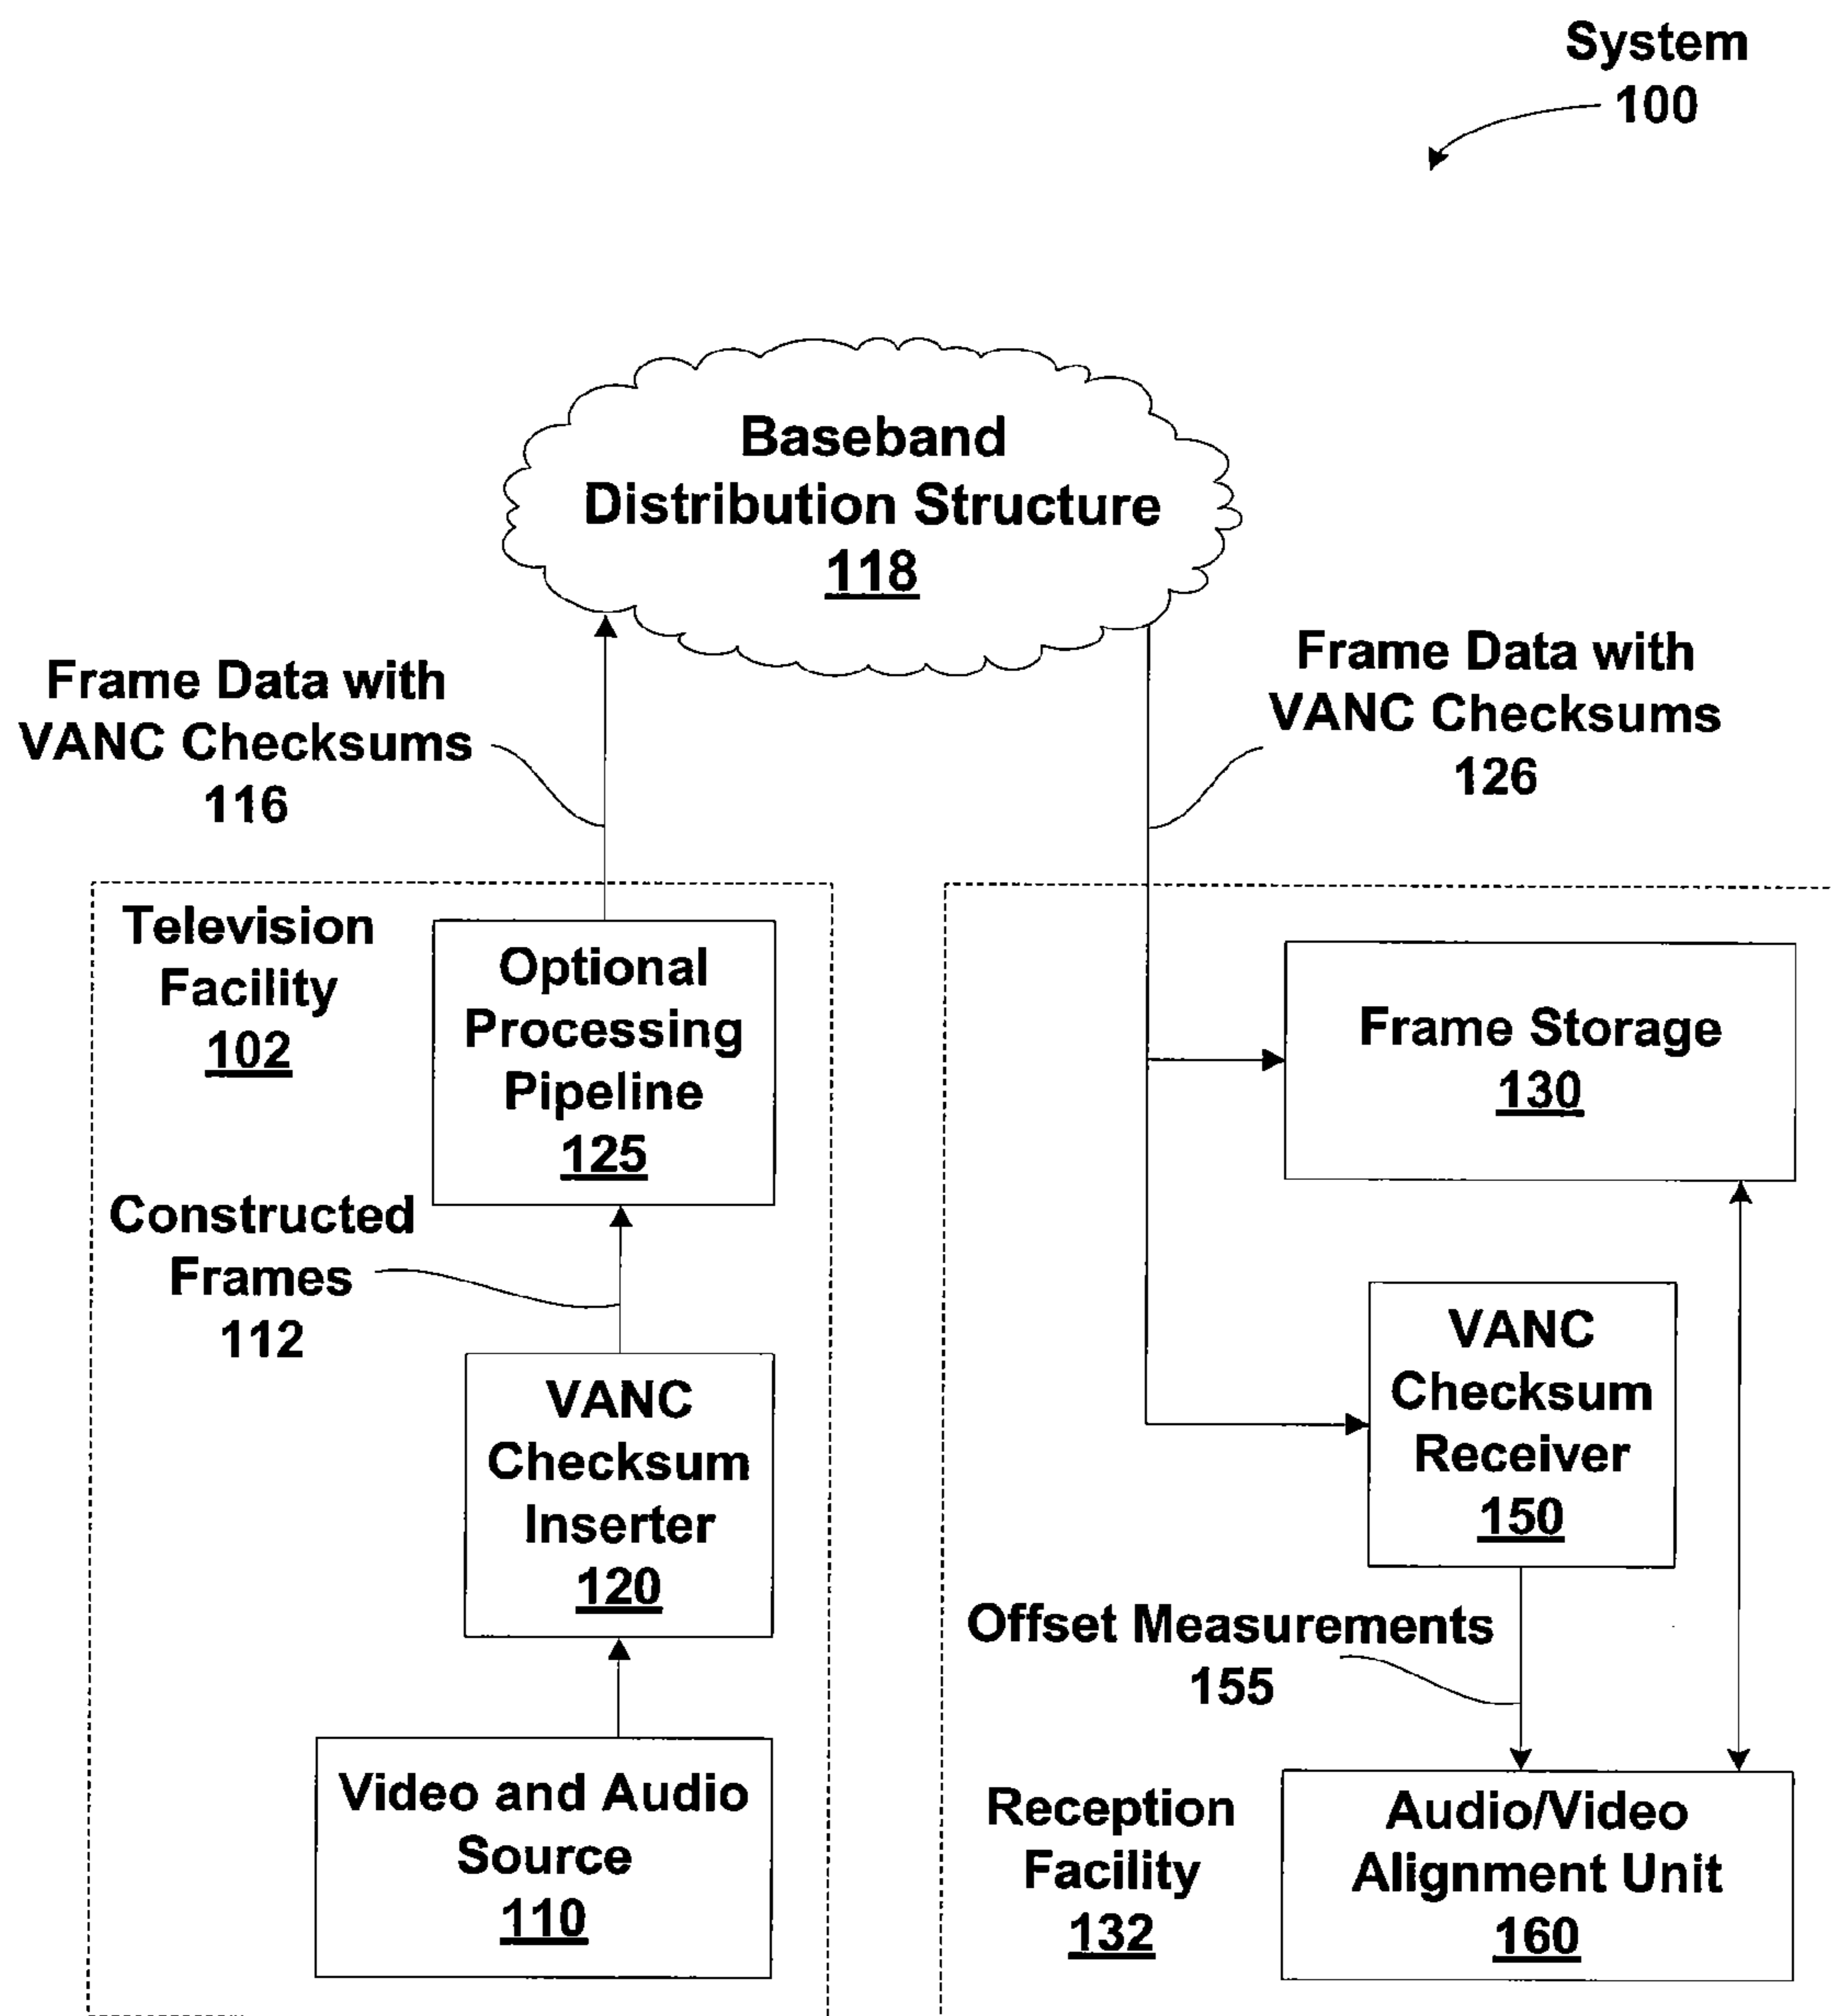 System
100
Baseband
Distribution Structure
118
Frame Data with
VANC Checksums
116
Frame Data with
VANC Checksums
126
Television
Facility
102
Optional
Processing
Pipeline
125
Constructed
Frames
112
VANC
Checksum
Inserter
120
Video and Audio
Source
110
Frame Storage
130
VANC
Checksum
Receiver
150
Offset Measurements
155
Reception
Facility
132
Audio/Video
Alignment Unit
160